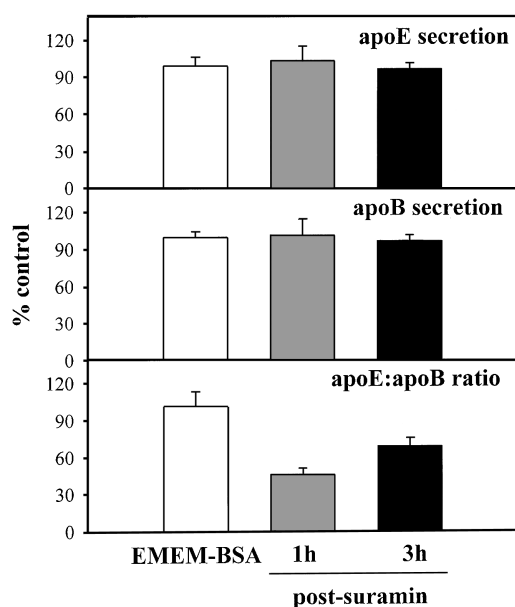 apoE secretion
120
90
60
30
0
apoB secretion
120
90
60
30
0
apoE:apoB ratio
120
90
60
30
0
% control
EMEM-BSA 1h 3h
post-suramin